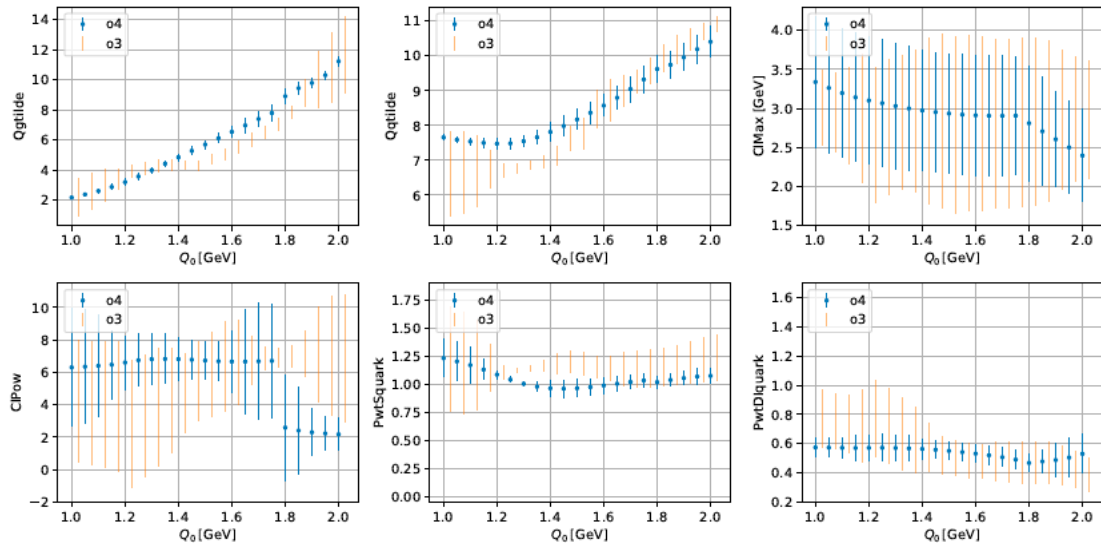 14
12
10
8
6
4
2
Qgtilde
o4
o3
1.0 1.2 1.4 1.6 1.8 2.0
Q0 [GeV]
10
9
8
7
6
Qqtilde
o4
o3
1.0 1.2 1.4 1.6 1.8 2.0
Q0 [GeV]
4.0
3.5
3.0
2.5
2.0
1.5
ClMax [GeV]
o4
o3
1.0 1.2 1.4 1.6 1.8 2.0
Q0 [GeV]
10
8
6
4
2
0
−2
ClPow
o4
o3
1.0 1.2 1.4 1.6 1.8 2.0
Q0 [GeV]
1.75
1.50
1.25
1.00
0.75
0.50
0.25
0.00
PwtSquark
o4
o3
1.0 1.2 1.4 1.6 1.8 2.0
Q0 [GeV]
1.6
1.4
1.2
1.0
0.8
0.6
0.4
0.2
PwtDIquark
o4
o3
1.0 1.2 1.4 1.6 1.8 2.0
Q0 [GeV]